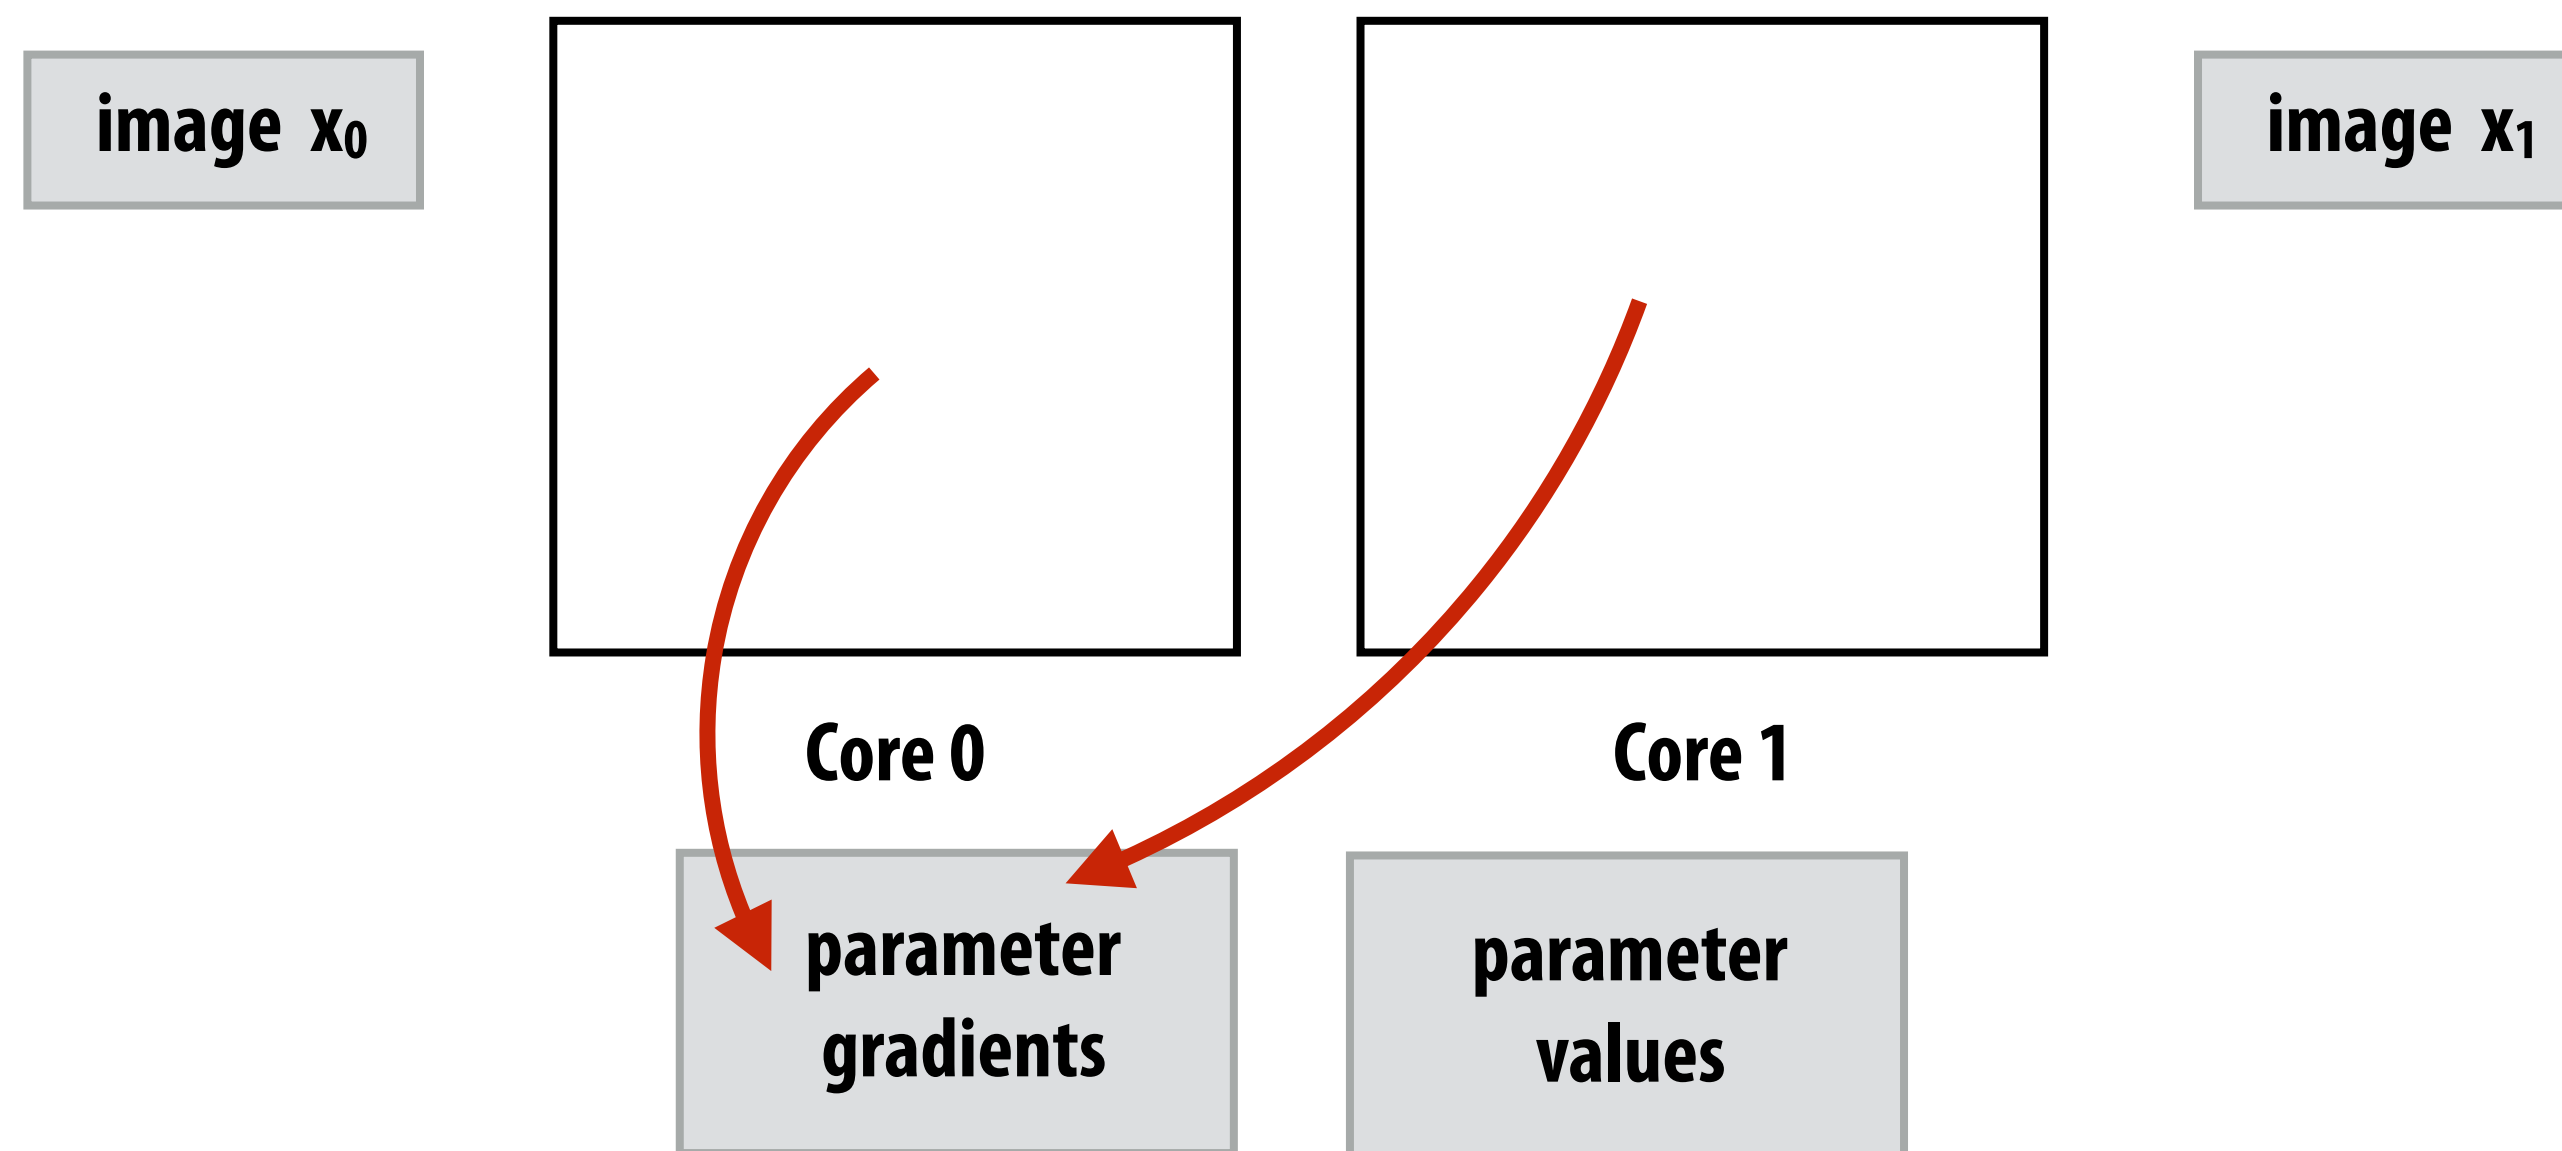 image x₀
image x₁
Core 0
Core 1
parameter
gradients
parameter
values